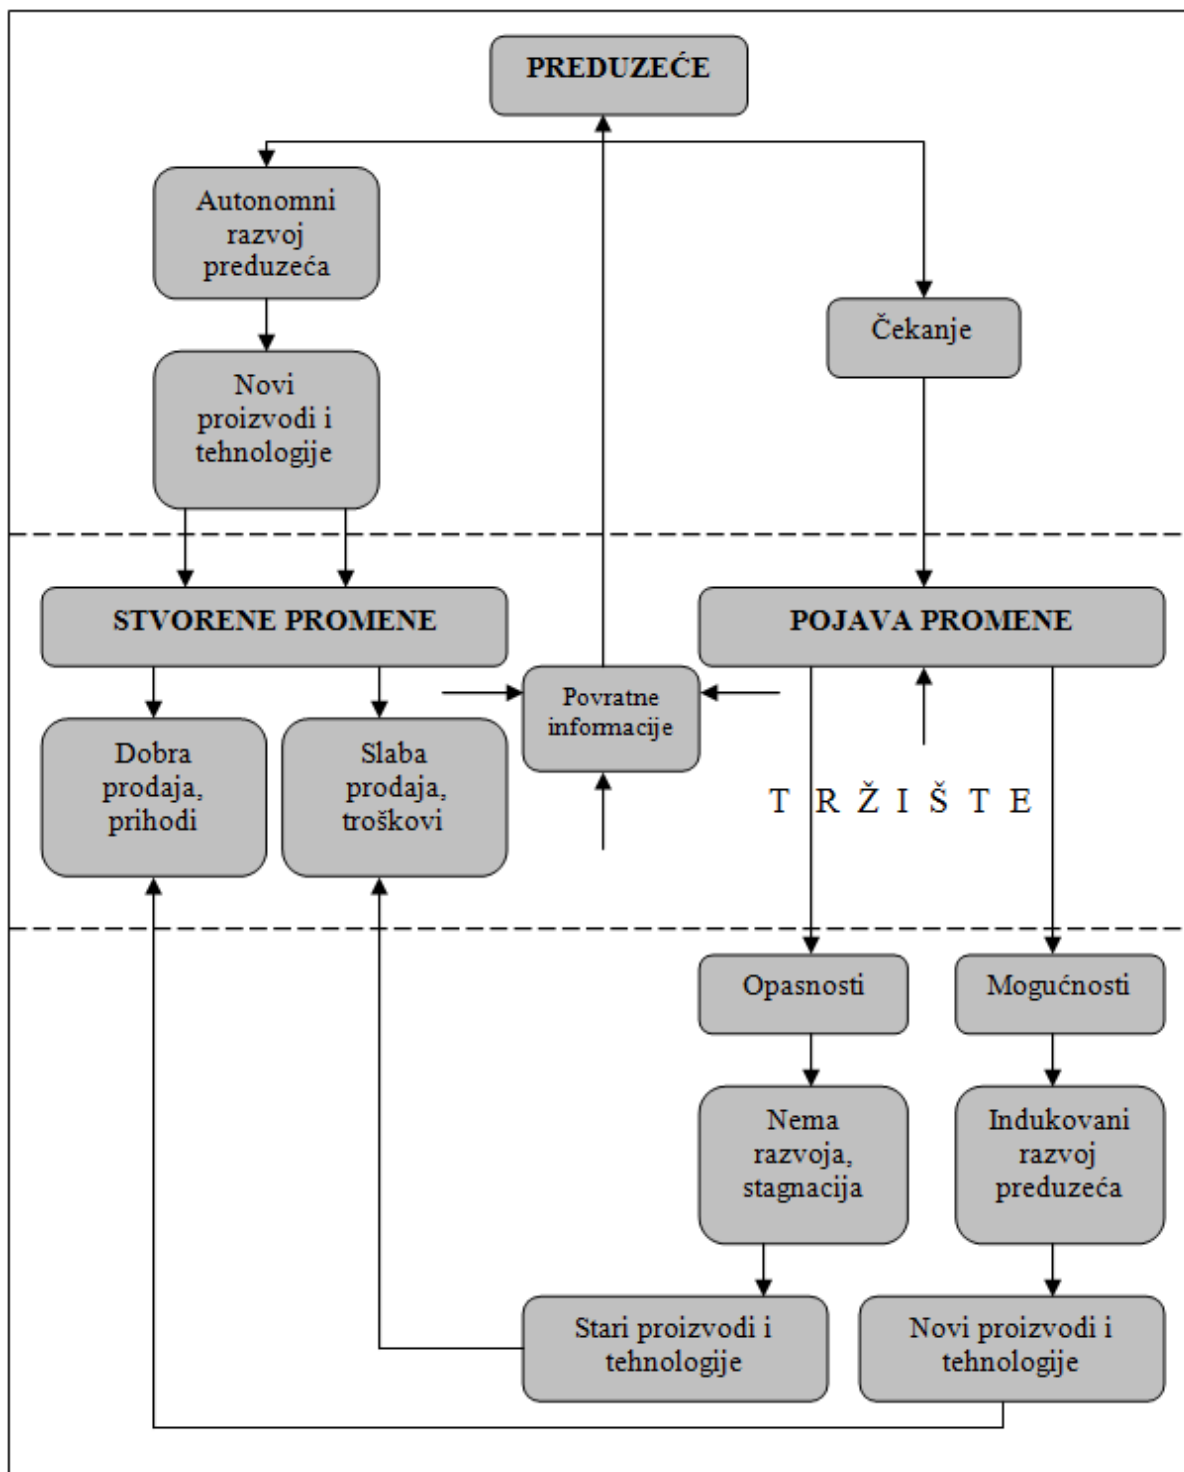 PREDUZEĆE
Autonomni
razvoj
preduzeća
Čekanje
Novi
proizvodi i
tehnologije
STVORENE PROMENE
POJAVA PROMENE
Povratne
informacije
Dobra
prodaja,
prihodi
Slaba
prodaja,
troškovi
T R Ž I Š T E
Opasnosti
Mogućnosti
Nema
razvoja,
stagnacija
Indukovani
razvoj
preduzeća
Stari proizvodi i
tehnologije
Novi proizvodi i
tehnologije